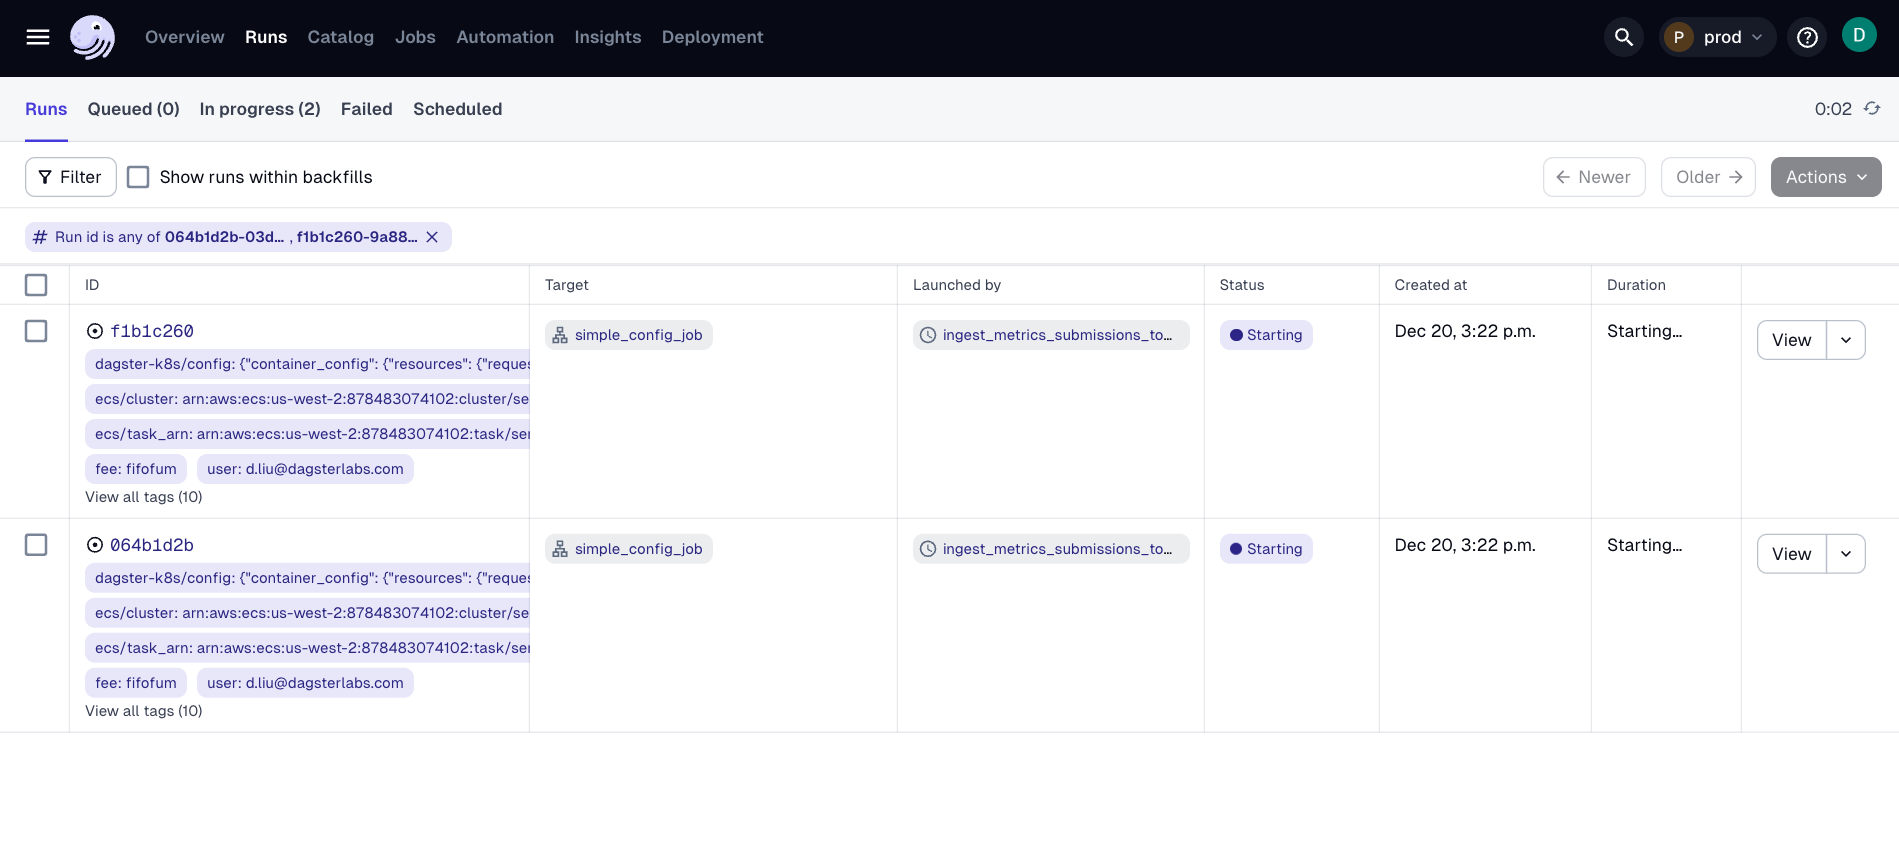 Overview Runs Catalog Jobs Automation Insights Deployment P prod D
Runs Queued (0) In progress (2) Failed Scheduled 0:02
Filter Show runs within backfills Newer Older Actions
# Run id is any of 064b1d2b-03d... , f1b1c260-9a88...
ID Target Launched by Status Created at Duration
f1b1c260 simple_config_job ingest_metrics_submissions_to... Starting Dec 20, 3:22 p.m. Starting... View
dagster-k8s/config: {"container_config": {"resources": {"reques
ecs/cluster: arn:aws:ecs:us-west-2:878483074102:cluster/se
ecs/task_arn: arn:aws:ecs:us-west-2:878483074102:task/ser
fee: fifofum user: d.liu@dagsterlabs.com
View all tags (10)
064b1d2b simple_config_job ingest_metrics_submissions_to... Starting Dec 20, 3:22 p.m. Starting... View
dagster-k8s/config: {"container_config": {"resources": {"reques
ecs/cluster: arn:aws:ecs:us-west-2:878483074102:cluster/se
ecs/task_arn: arn:aws:ecs:us-west-2:878483074102:task/ser
fee: fifofum user: d.liu@dagsterlabs.com
View all tags (10)